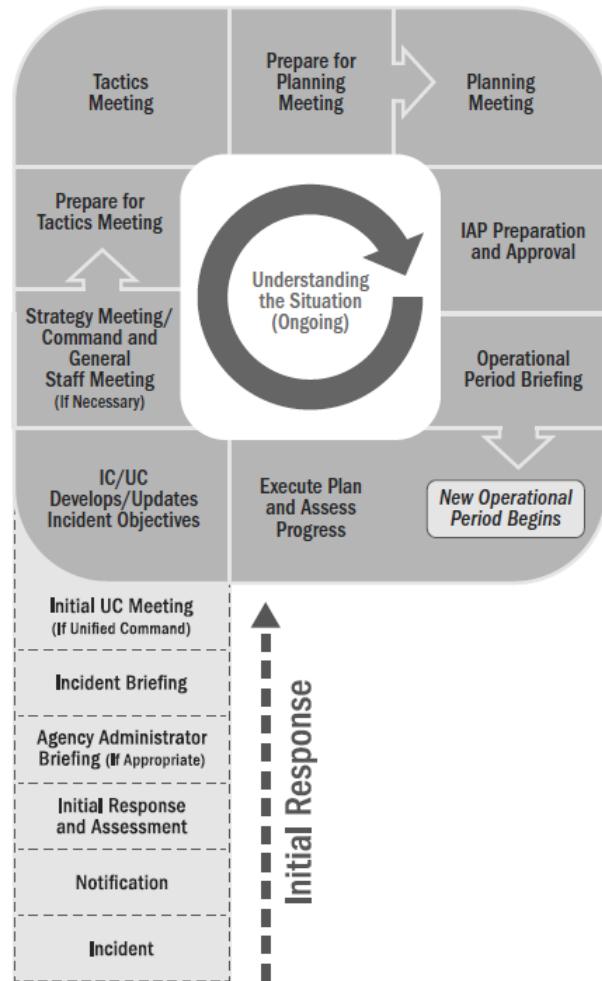 Tactics
Meeting
Prepare for
Planning
Meeting
Planning
Meeting
Prepare for
Tactics Meeting
IAP Preparation
and Approval
Understanding
the Situation
(Ongoing)
Strategy Meeting/
Command and
General
Staff Meeting
(If Necessary)
Operational
Period Briefing
IC/UC
Develops/Updates
Incident Objectives
Execute Plan
and Assess
Progress
New Operational
Period Begins
Initial UC Meeting
(If Unified Command)
Incident Briefing
Agency Administrator
Briefing (If Appropriate)
Initial Response
and Assessment
Notification
Incident
Initial Response